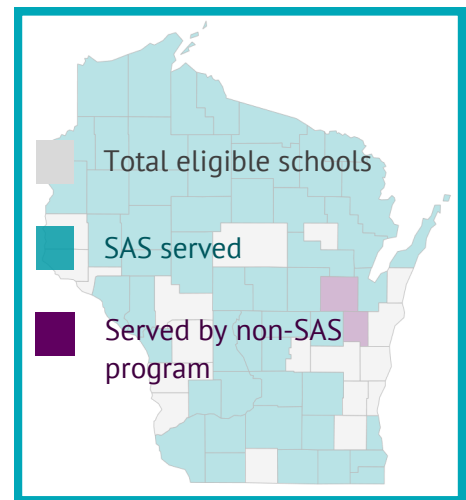 Total eligible schools
SAS served
Served by non-SAS
program